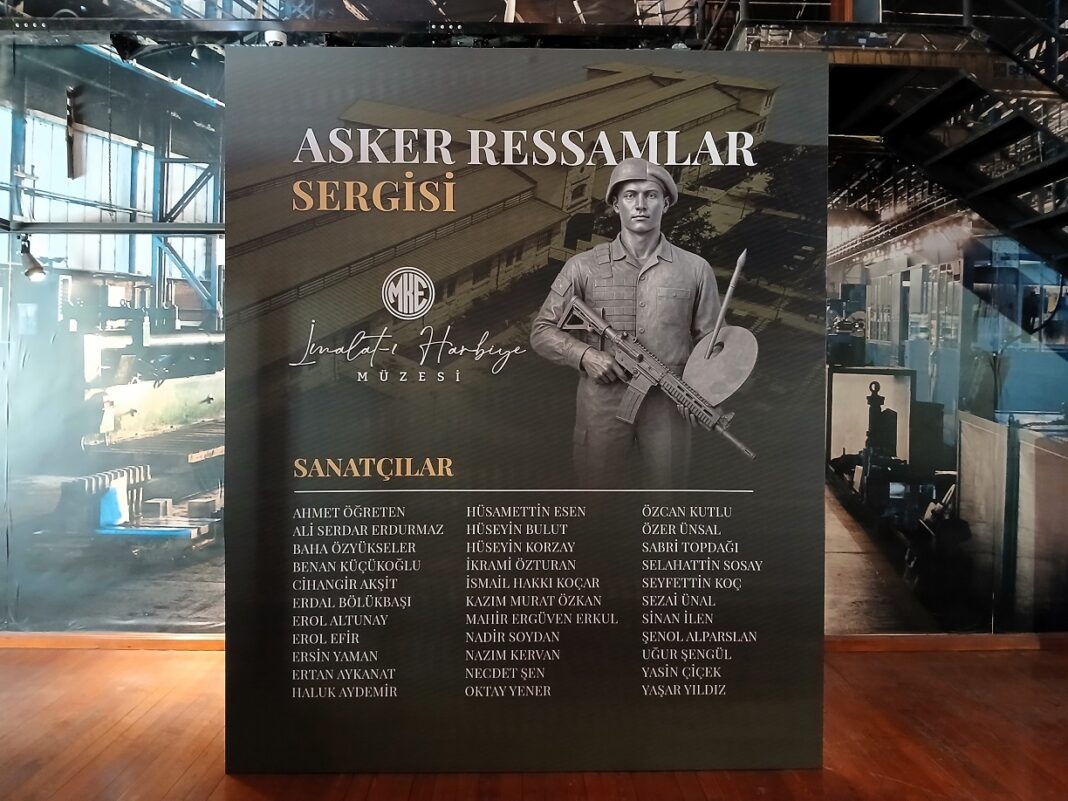 ASKER RESSAMLAR
SERGİSİ
MKE
İmalat-ı Harbiye
MÜZESİ
SANATÇILAR
AHMET ÖĞRETEN
ALİ SERDAR ERDURMAZ
BAHA ÖZYÜKSELER
BENAN KÜÇÜKOĞLU
CİHANGİR AKŞİT
ERDAL BÖLÜKBAŞI
EROL ALTUNAY
EROL EFİR
ERSİN YAMAN
ERTAN AYKANAT
HALUK AYDEMİR
HÜSAMETTİN ESEN
HÜSEYİN BULUT
HÜSEYİN KORZAY
İKRAMİ ÖZTURAN
İSMAİL HAKKI KOÇAR
KAZIM MURAT ÖZKAN
MAHİR ERGÜVEN ERKUL
NADİR SOYDAN
NAZIM KERVAN
NECDET ŞEN
OKTAY YENER
ÖZCAN KUTLU
ÖZER ÜNSAL
SABRİ TOPDAĞI
SELAHATTİN SOSAY
SEYFETTİN KOÇ
SEZAİ ÜNAL
SİNAN İLEN
ŞENOL ALPARSLAN
UĞUR ŞENGÜL
YASİN ÇİÇEK
YAŞAR YILDIZ